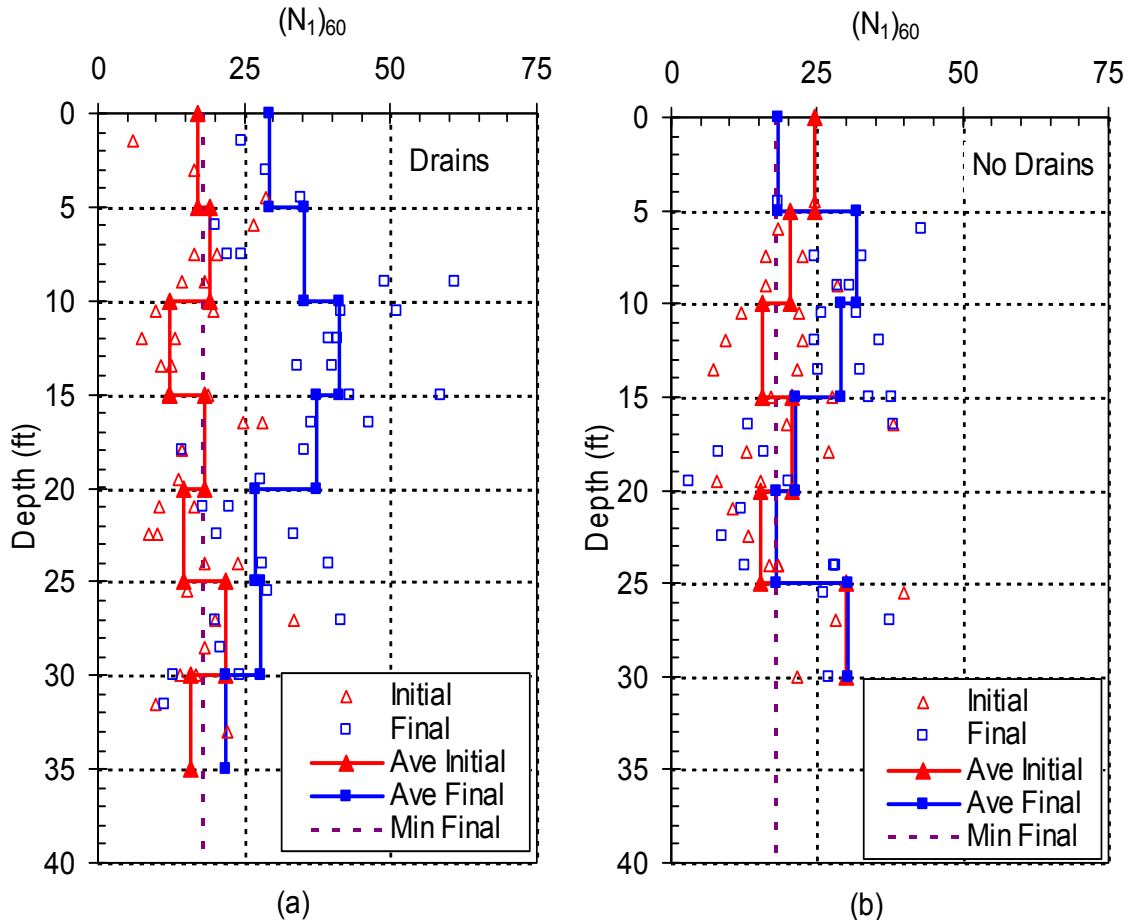 (N₁)₆₀
0 25 50 75
0
5
10
15
20
25
30
35
40
Depth (ft)
Drains
Initial
Final
Ave Initial
Ave Final
Min Final
(a)
(N₁)₆₀
0 25 50 75
0
5
10
15
20
25
30
35
40
Depth (ft)
No Drains
Initial
Final
Ave Initial
Ave Final
Min Final
(b)